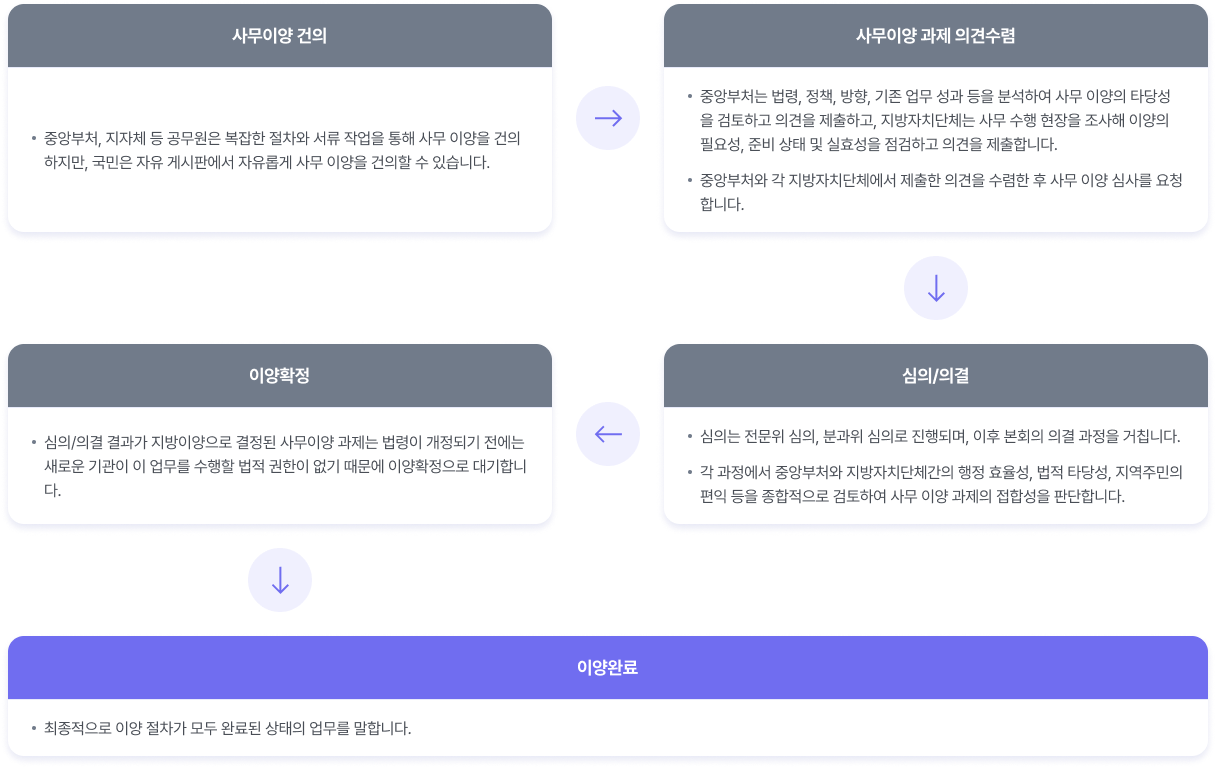 사무이양 건의
• 중앙부처, 지자체 등 공무원은 복잡한 절차와 서류 작업을 통해 사무 이양을 건의
하지만, 국민은 자유 게시판에서 자유롭게 사무 이양을 건의할 수 있습니다.
사무이양 과제 의견수렴
• 중앙부처는 법령, 정책, 방향, 기존 업무 성과 등을 분석하여 사무 이양의 타당성
을 검토하고 의견을 제출하고, 지방자치단체는 사무 수행 현장을 조사해 이양의
필요성, 준비 상태 및 실효성을 점검하고 의견을 제출합니다.
• 중앙부처와 각 지방자치단체에서 제출한 의견을 수렴한 후 사무 이양 심사를 요청
합니다.
심의/의결
• 심의는 전문위 심의, 분과위 심의로 진행되며, 이후 본회의 의결 과정을 거칩니다.
• 각 과정에서 중앙부처와 지방자치단체간의 행정 효율성, 법적 타당성, 지역주민의
편익 등을 종합적으로 검토하여 사무 이양 과제의 접합성을 판단합니다.
이양확정
• 심의/의결 결과가 지방이양으로 결정된 사무이양 과제는 법령이 개정되기 전에는
새로운 기관이 이 업무를 수행할 법적 권한이 없기 때문에 이양확정으로 대기합니
다.
이양완료
• 최종적으로 이양 절차가 모두 완료된 상태의 업무를 말합니다.